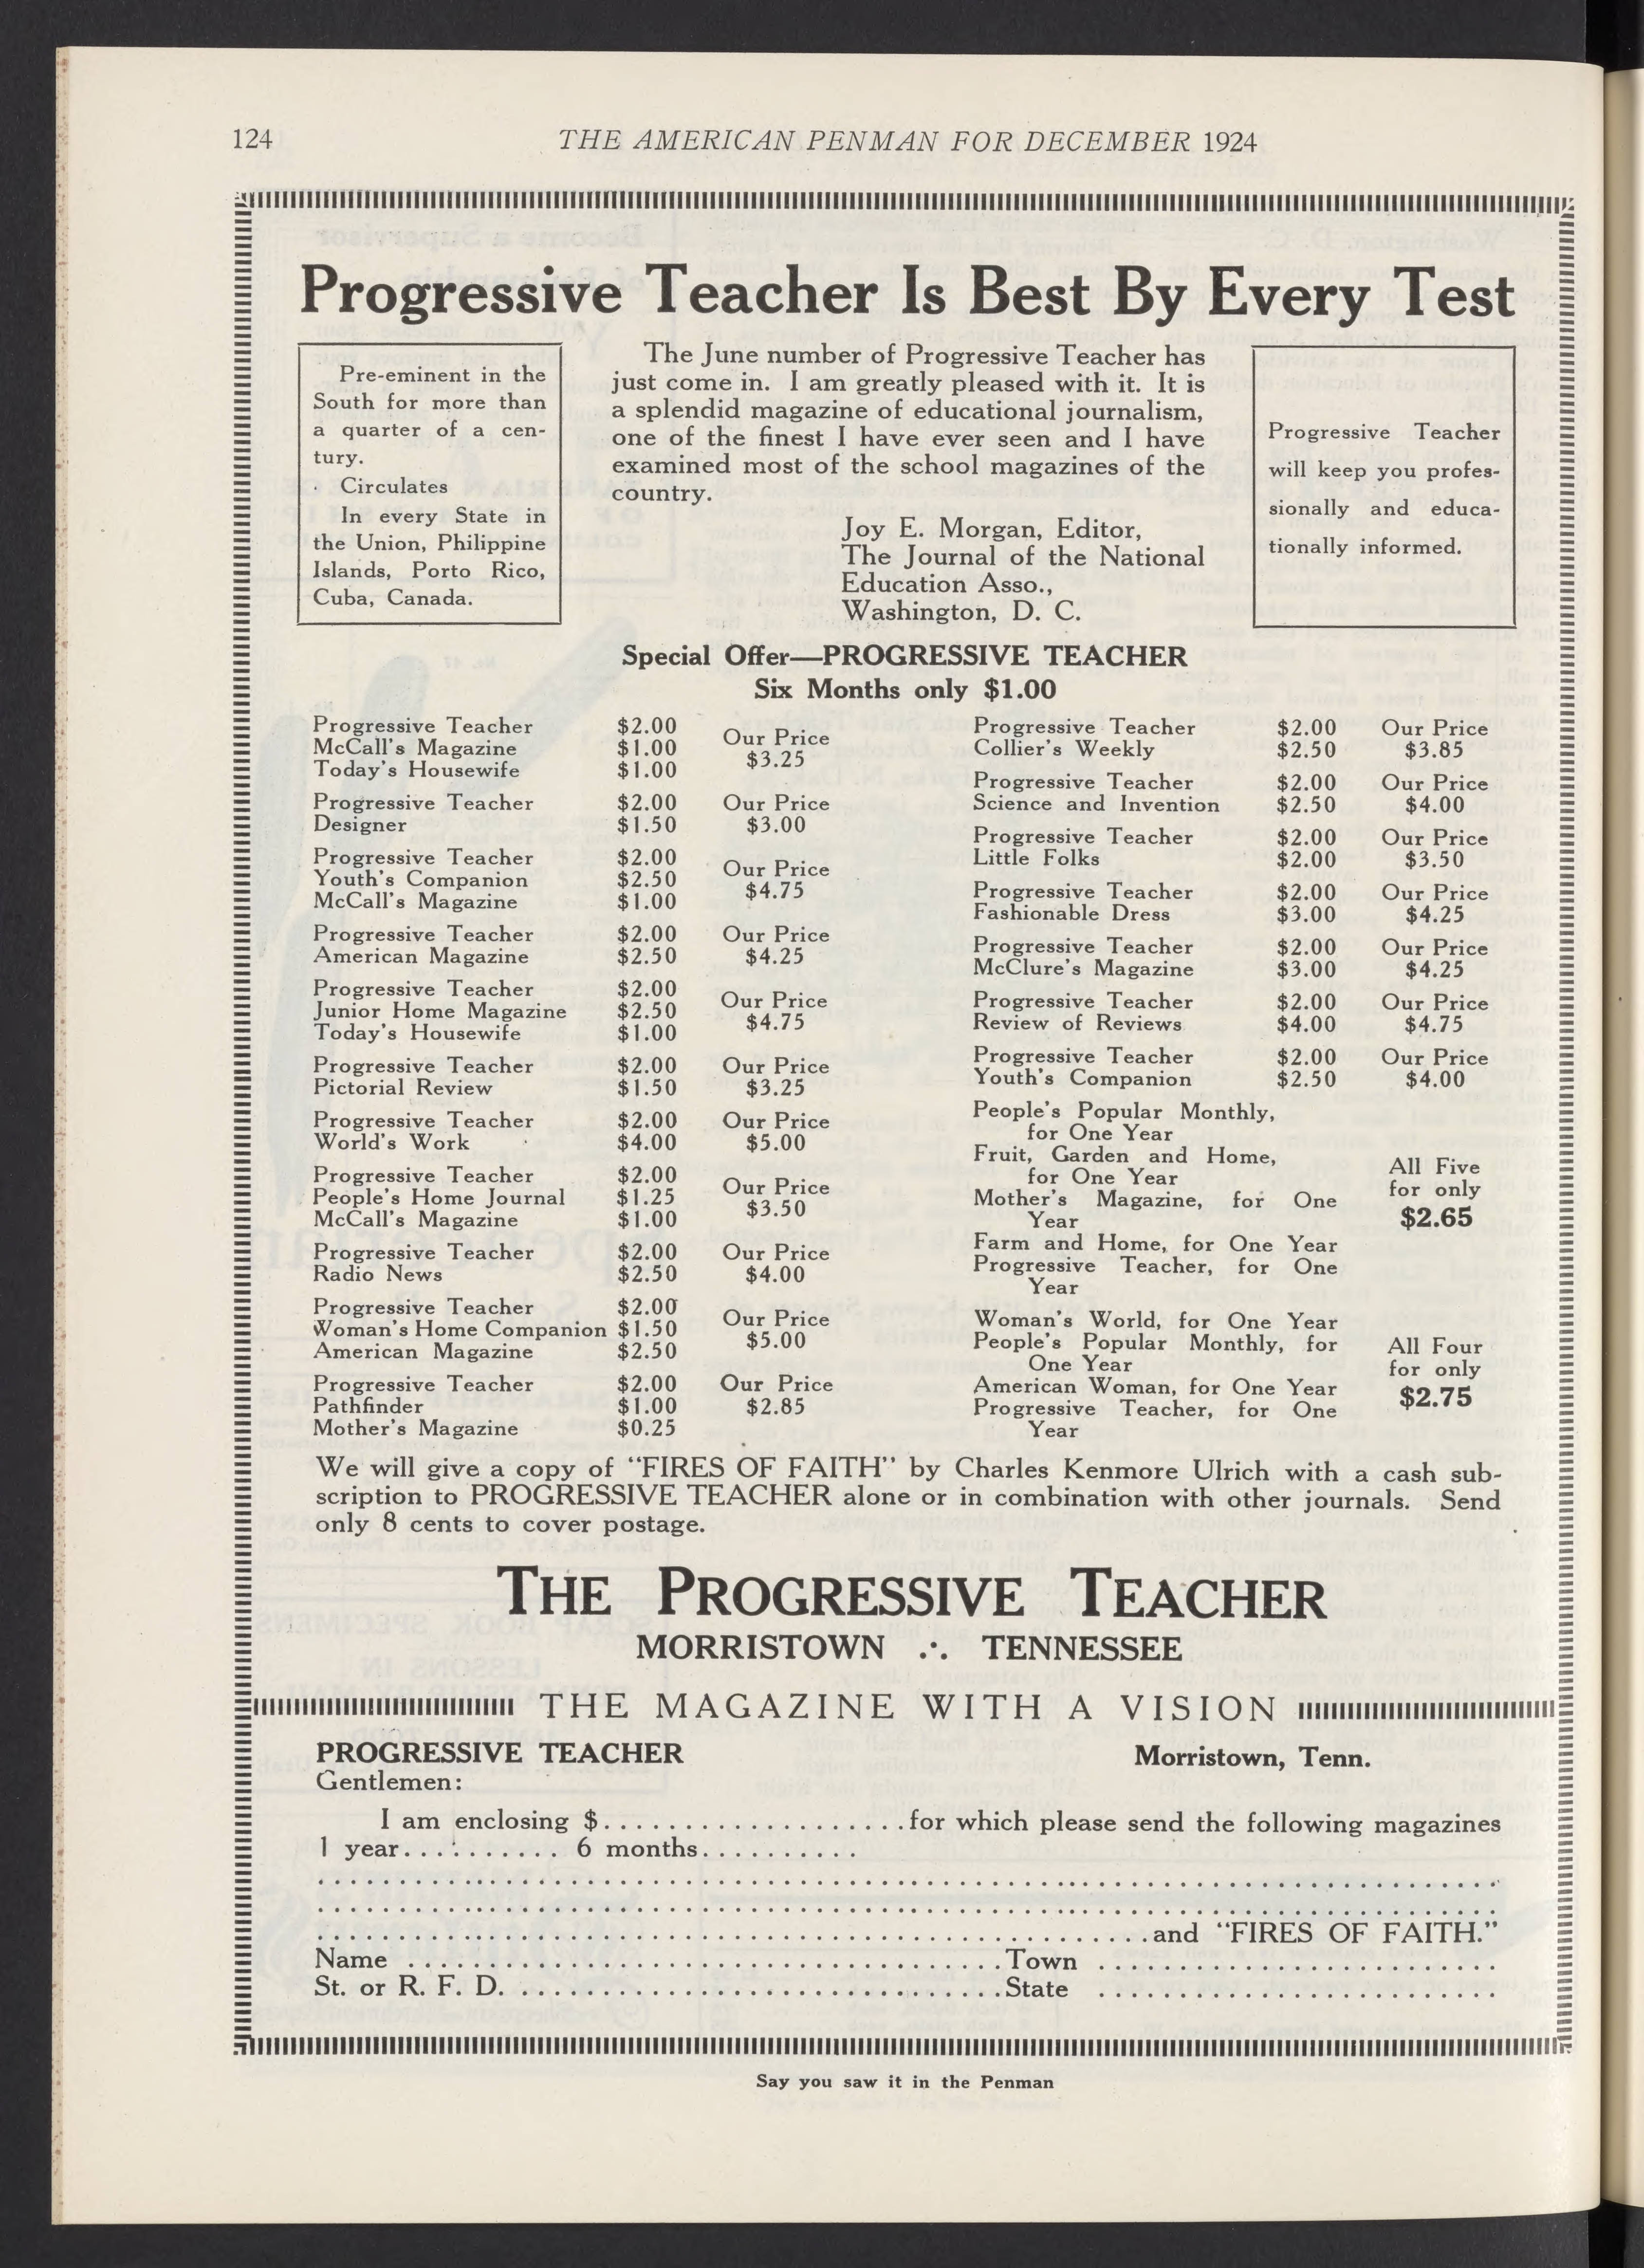 124
THE AMERICAN PENMAN FOR DECEMBER 1924
Progressive Teacher Is Best By Every Test
Pre-eminent in the
South for more than
a quarter of a cen-
tury.
Circulates
In every State in
the Union, Philippine
Islands, Porto Rico,
Cuba, Canada.
The June number of Progressive Teacher has
just come in. I am greatly pleased with it. It is
a splendid magazine of educational journalism,
one of the finest I have ever seen and I have
examined most of the school magazines of the
country.
Joy E. Morgan, Editor,
The Journal of the National
Education Asso.,
Washington, D. C.
Progressive Teacher
will keep you profes-
sionally and educa-
tionally informed.
Special Offer—PROGRESSIVE TEACHER
Six Months only $1.00
Progressive Teacher $2.00
McCall's Magazine $1.00
Today's Housewife $1.00
Our Price
$3.25
Progressive Teacher $2.00 Our Price
Designer $1.50 $3.00
Progressive Teacher $2.00
Youth's Companion $2.50
McCall's Magazine $1.00
Our Price
$4.75
Progressive Teacher $2.00 Our Price
American Magazine $2.50 $4.25
Progressive Teacher $2.00
Junior Home Magazine $2.50
Today's Housewife $1.00
Our Price
$4.75
Progressive Teacher $2.00 Our Price
Pictorial Review $1.50 $3.25
Progressive Teacher $2.00 Our Price
World's Work $4.00 $5.00
Progressive Teacher $2.00
People's Home Journal $1.25
McCall's Magazine $1.00
Our Price
$3.50
Progressive Teacher $2.00 Our Price
Radio News $2.50 $4.00
Progressive Teacher $2.00
Woman's Home Companion $1.50
American Magazine $2.50
Our Price
$5.00
Progressive Teacher $2.00 Our Price
Pathfinder $1.00 $2.85
Mother's Magazine $0.25
Progressive Teacher $2.00 Our Price
Collier's Weekly $2.50 $3.85
Progressive Teacher $2.00 Our Price
Science and Invention $2.50 $4.00
Progressive Teacher $2.00 Our Price
Little Folks $2.00 $3.50
Progressive Teacher $2.00 Our Price
Fashionable Dress $3.00 $4.25
Progressive Teacher $2.00 Our Price
McClure's Magazine $3.00 $4.25
Progressive Teacher $2.00 Our Price
Review of Reviews $4.00 $4.75
Progressive Teacher $2.00 Our Price
Youth's Companion $2.50 $4.00
People's Popular Monthly,
for One Year
Fruit, Garden and Home,
for One Year
Mother's Magazine, for One
Year
Farm and Home, for One Year
Progressive Teacher, for One
Year
All Five
for only
$2.65
Woman's World, for One Year
People's Popular Monthly, for
One Year
American Woman, for One Year
Progressive Teacher, for One
Year
All Four
for only
$2.75
We will give a copy of "FIRES OF FAITH" by Charles Kenmore Ulrich with a cash sub-
scription to PROGRESSIVE TEACHER alone or in combination with other journals. Send
only 8 cents to cover postage.
THE PROGRESSIVE TEACHER
MORRISTOWN ∴ TENNESSEE
THE MAGAZINE WITH A VISION
PROGRESSIVE TEACHER Morristown, Tenn.
Gentlemen:
I am enclosing $...................for which please send the following magazines
1 year.......... 6 months..........
and "FIRES OF FAITH."
Name ....................................Town .........................
St. or R. F. D. ..............................State .........................
Say you saw it in the Penman